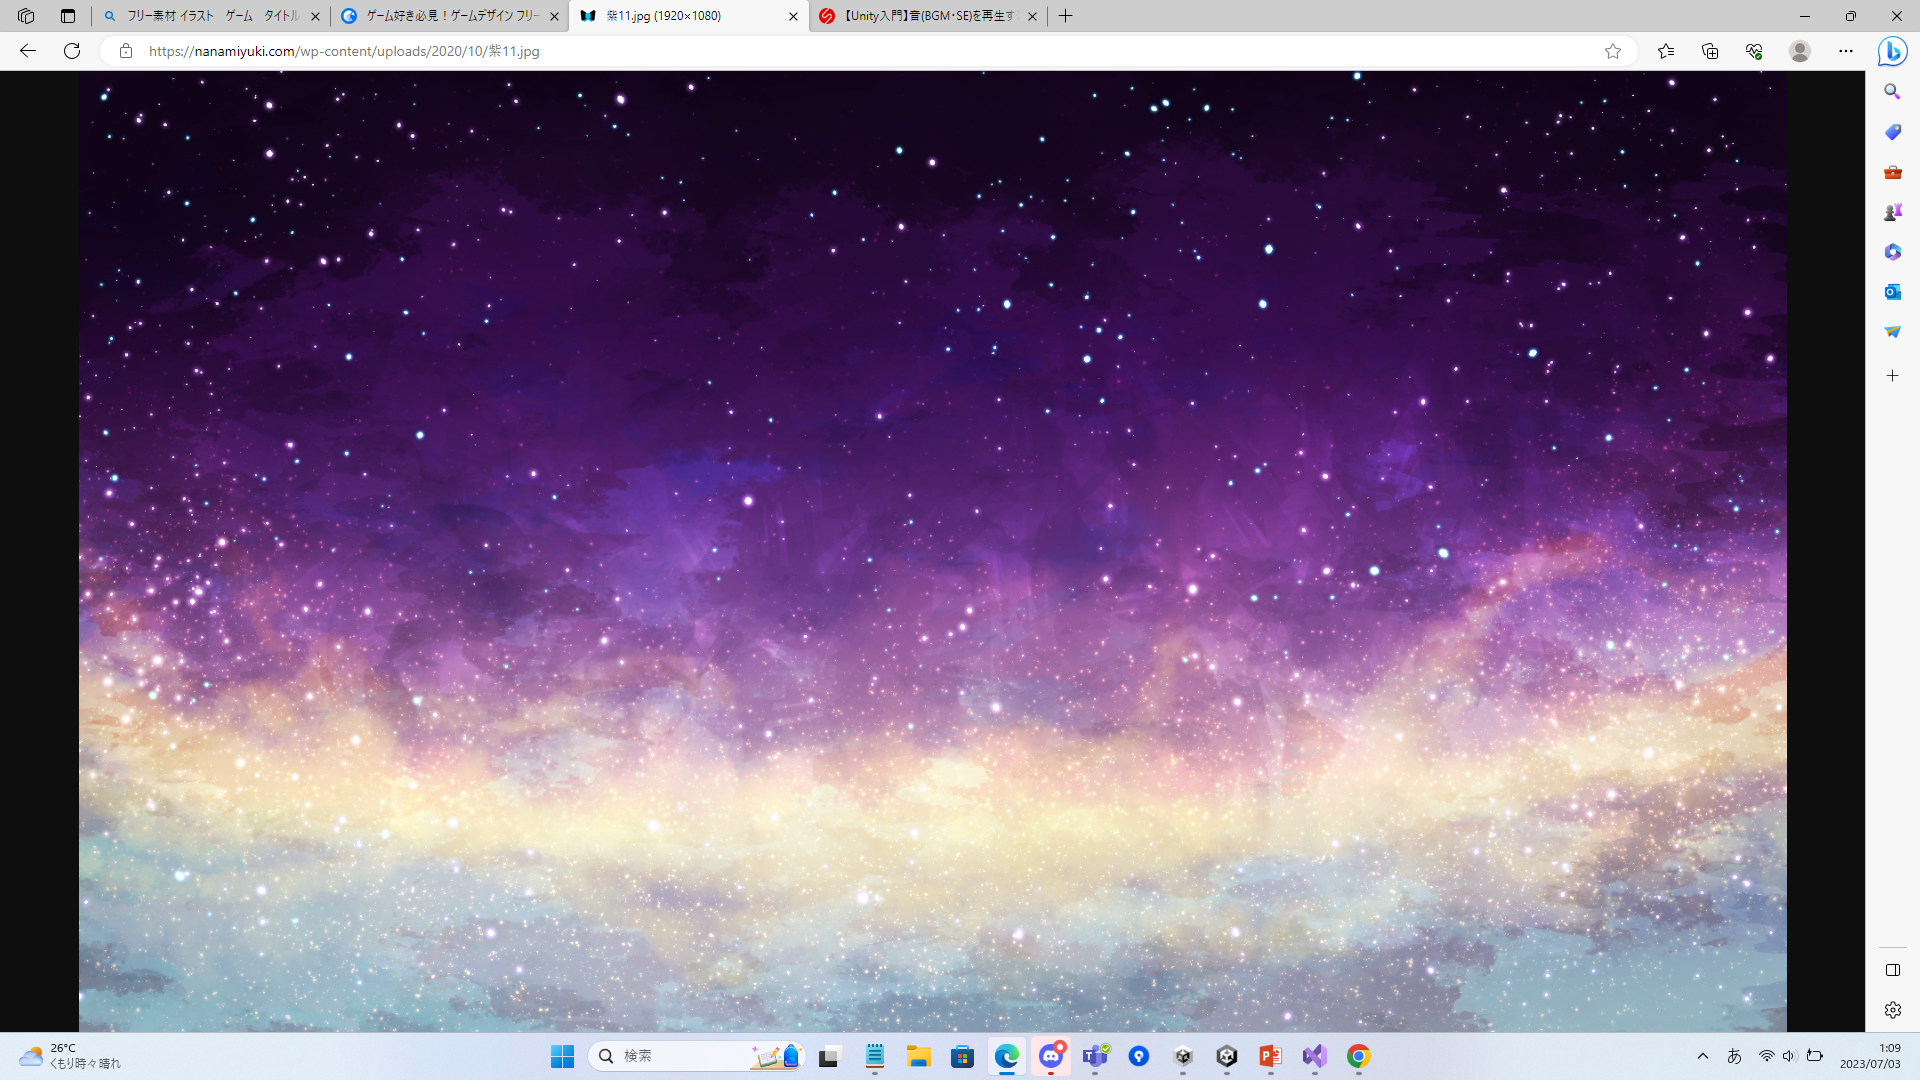 フリー素材 イラスト　ゲーム　タイトル
ゲーム好き必見！ゲームデザイン フリー
紫11.jpg (1920×1080)
【Unity入門】音(BGM･SE)を再生す
https://nanamiyuki.com/wp-content/uploads/2020/10/紫11.jpg
26°C
くもり時々晴れ
検索
あ
1:09
2023/07/03